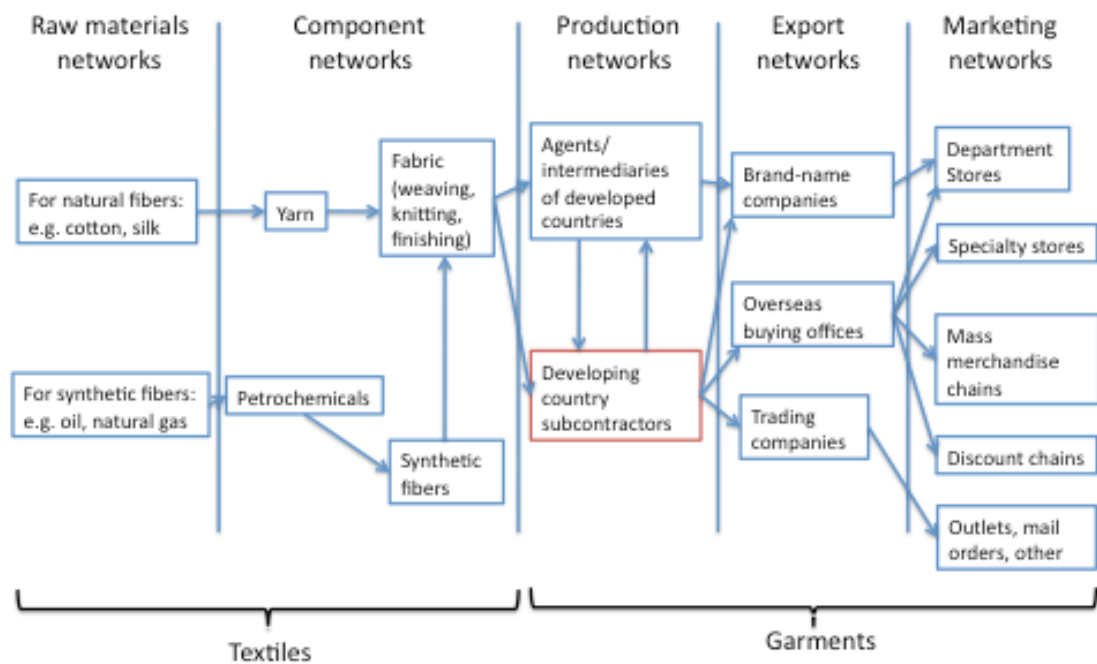 Raw materials
networks
Component
networks
Production
networks
Export
networks
Marketing
networks
For natural fibers:
e.g. cotton, silk
Yarn
Fabric
(weaving,
knitting,
finishing)
Agents/
intermediaries
of developed
countries
Brand-name
companies
Department
Stores
Specialty stores
Overseas
buying offices
Mass
merchandise
chains
For synthetic fibers:
e.g. oil, natural gas
Petrochemicals
Synthetic
fibers
Developing
country
subcontractors
Trading
companies
Discount chains
Outlets, mail
orders, other
Textiles
Garments